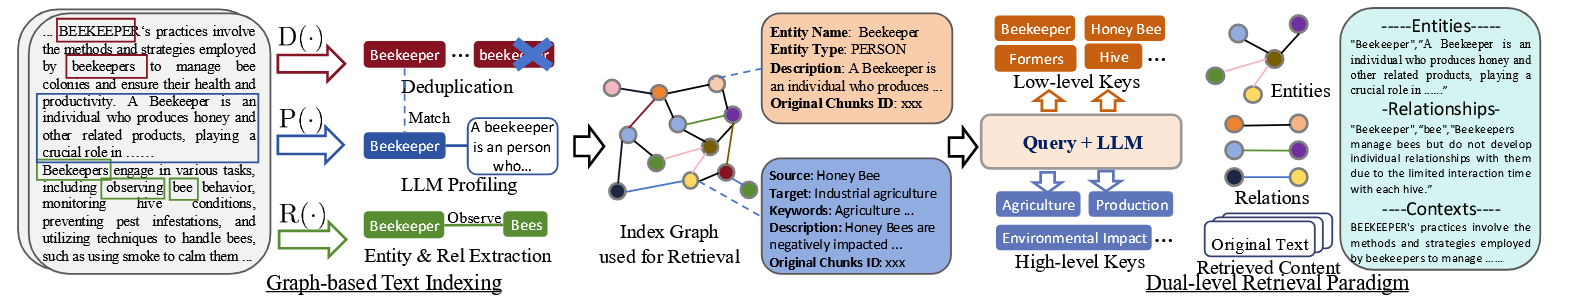 ... BEEKEEPER's practices involve
the methods and strategies employed
by beekeepers to manage bee
colonies and ensure their health and
productivity. A Beekeeper is an
individual who produces honey and
other related products, playing a
crucial role in ……
Beekeepers engage in various tasks,
including observing bee behavior,
monitoring hive conditions,
preventing pest infestations, and
utilizing techniques to handle bees,
such as using smoke to calm them ...
D(·)
Beekeeper ... beekeeper
Deduplication
Match
P(·)
Beekeeper
A beekeeper
is an person
who...
LLM Profiling
R(·)
Beekeeper Observe Bees
Entity & Rel Extraction
Graph-based Text Indexing
Index Graph
used for Retrieval
Entity Name: Beekeeper
Entity Type: PERSON
Description: A Beekeeper is
an individual who produces ...
Original Chunks ID: xxx
Source: Honey Bee
Target: Industrial agriculture
Keywords: Agriculture ...
Description: Honey Bees are
negatively impacted ...
Original Chunks ID: xxx
Beekeeper Honey Bee
Formers Hive ...
Low-level Keys
Query + LLM
Agriculture Production
Environmental Impact ...
High-level Keys
Entities
Relations
Original Text
Retrieved Content
-----Entities-----
"Beekeeper","A Beekeeper is an
individual who produces honey and
other related products, playing a
crucial role in ......"
-Relationships-
"Beekeeper","bee","Beekeepers
manage bees but do not develop
individual relationships with them
due to the limited interaction time
with each hive."
----Contexts----
BEEKEEPER's practices involve the
methods and strategies employed
by beekeepers to manage ... ...
Dual-level Retrieval Paradigm